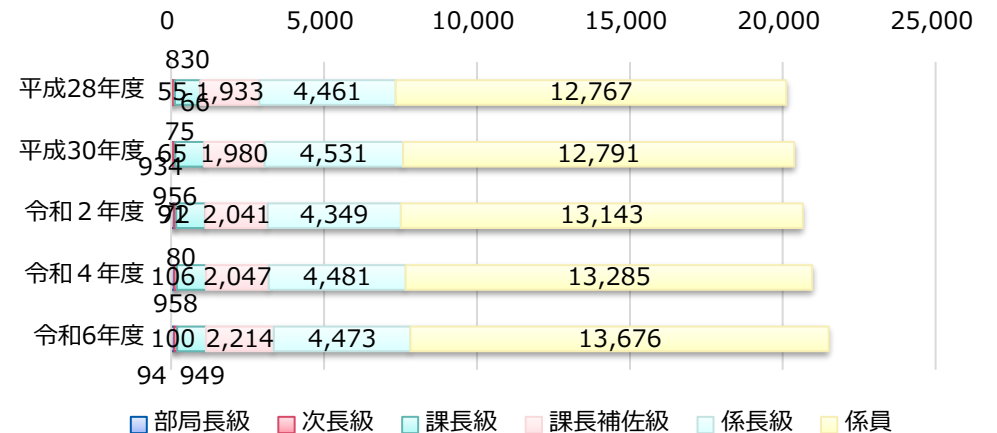 0 5,000 10,000 15,000 20,000 25,000
830
平成28年度 55 1,933 4,461 12,767
66
75
平成30年度 65 1,980 4,531 12,791
934
956
令和２年度 91 72 2,041 4,349 13,143
80
令和４年度 106 2,047 4,481 13,285
958
令和6年度 100 2,214 4,473 13,676
94 949
部局長級 次長級 課長級 課長補佐級 係長級 係員